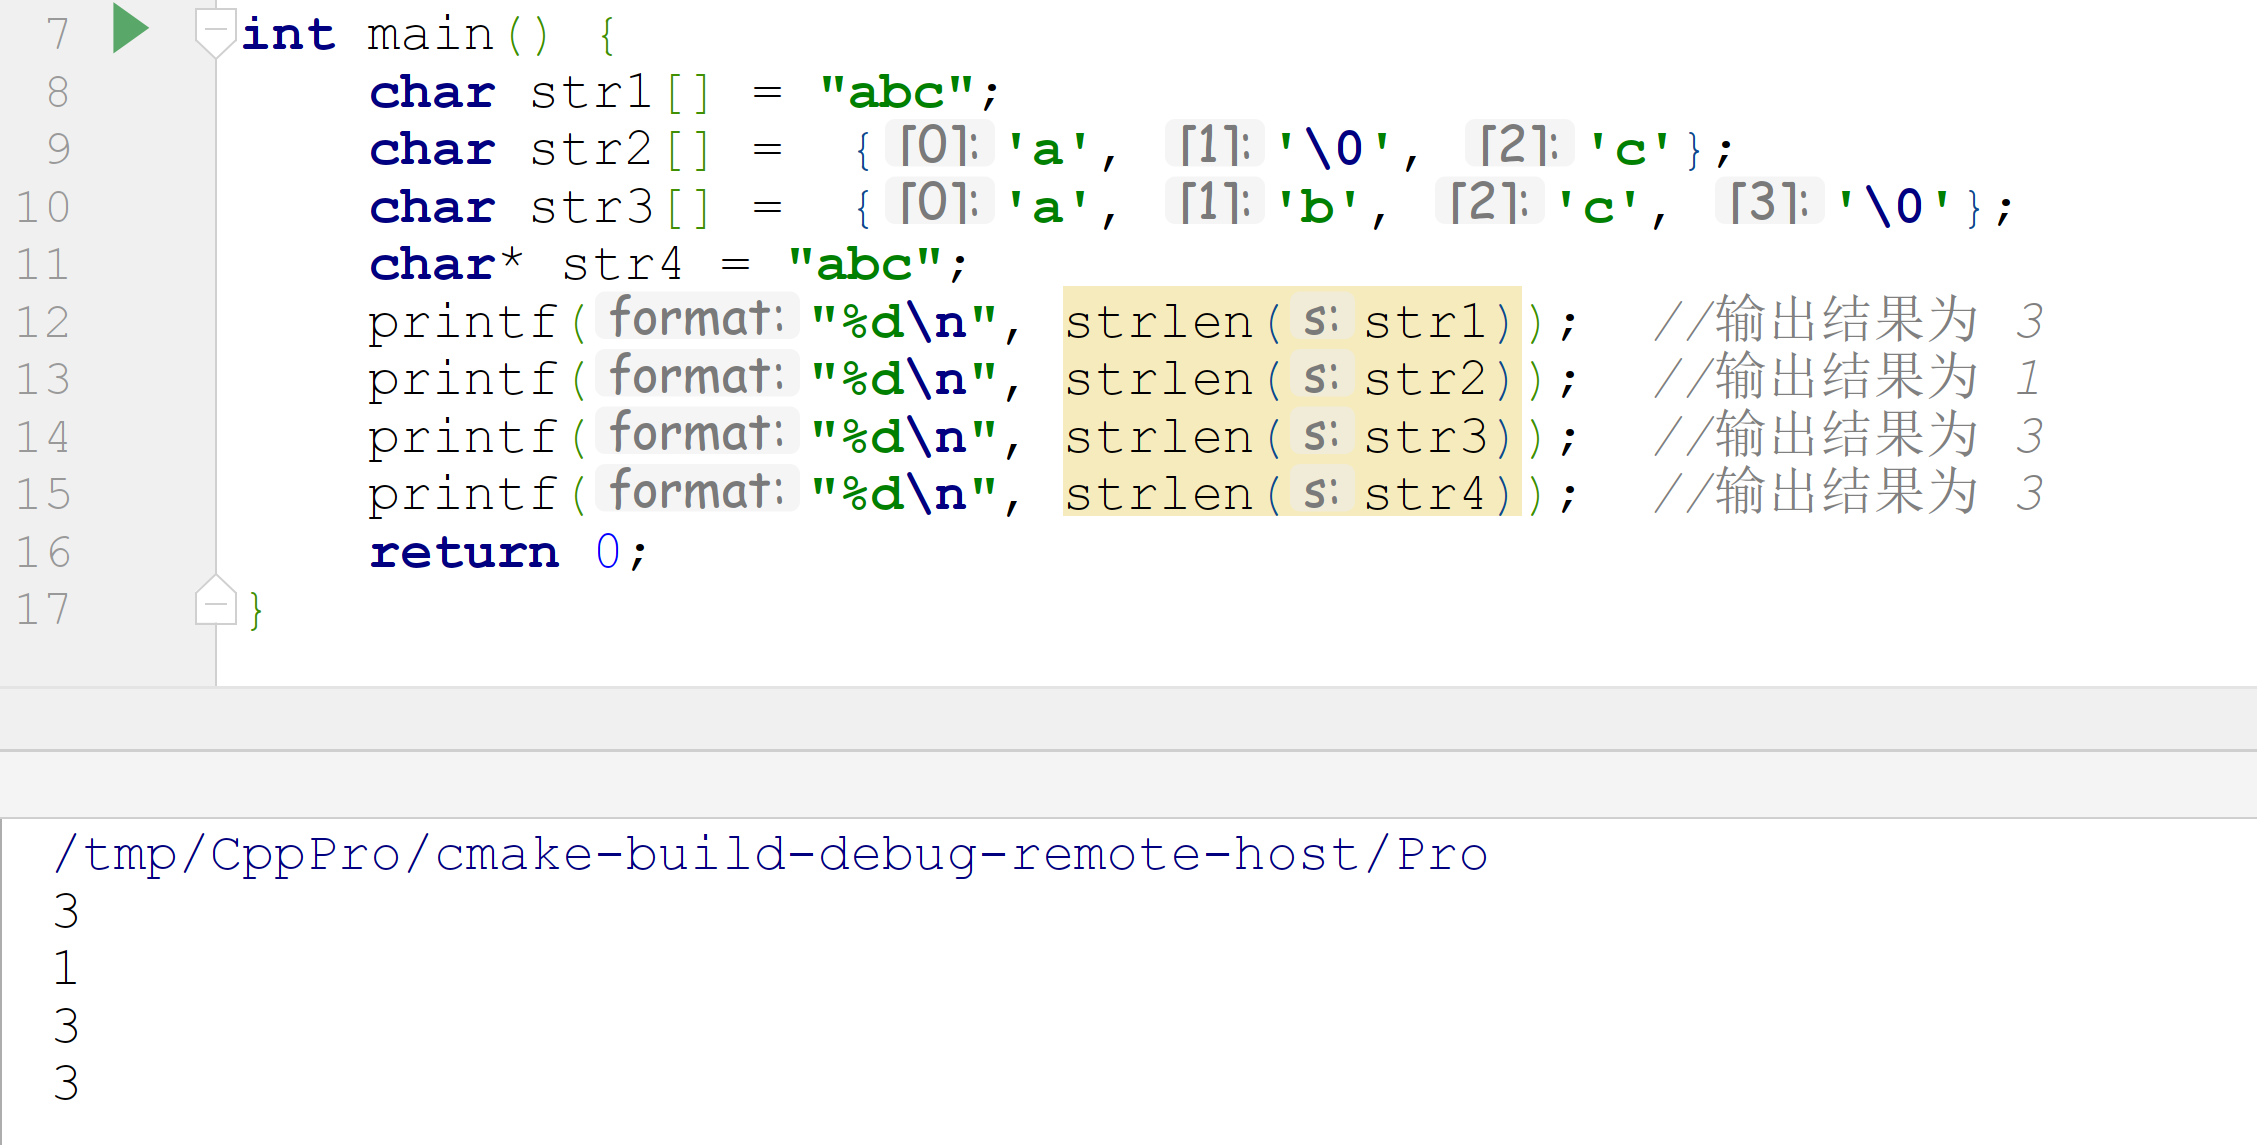 7 int main() {
8 char str1[] = "abc";
9 char str2[] = {[0]: 'a', [1]: '\0', [2]: 'c'};
10 char str3[] = {[0]: 'a', [1]: 'b', [2]: 'c', [3]: '\0'};
11 char* str4 = "abc";
12 printf( format: "%d\n", strlen( s: str1)); //输出结果为 3
13 printf( format: "%d\n", strlen( s: str2)); //输出结果为 1
14 printf( format: "%d\n", strlen( s: str3)); //输出结果为 3
15 printf( format: "%d\n", strlen( s: str4)); //输出结果为 3
16 return 0;
17 }
/tmp/CppPro/cmake-build-debug-remote-host/Pro
3
1
3
3